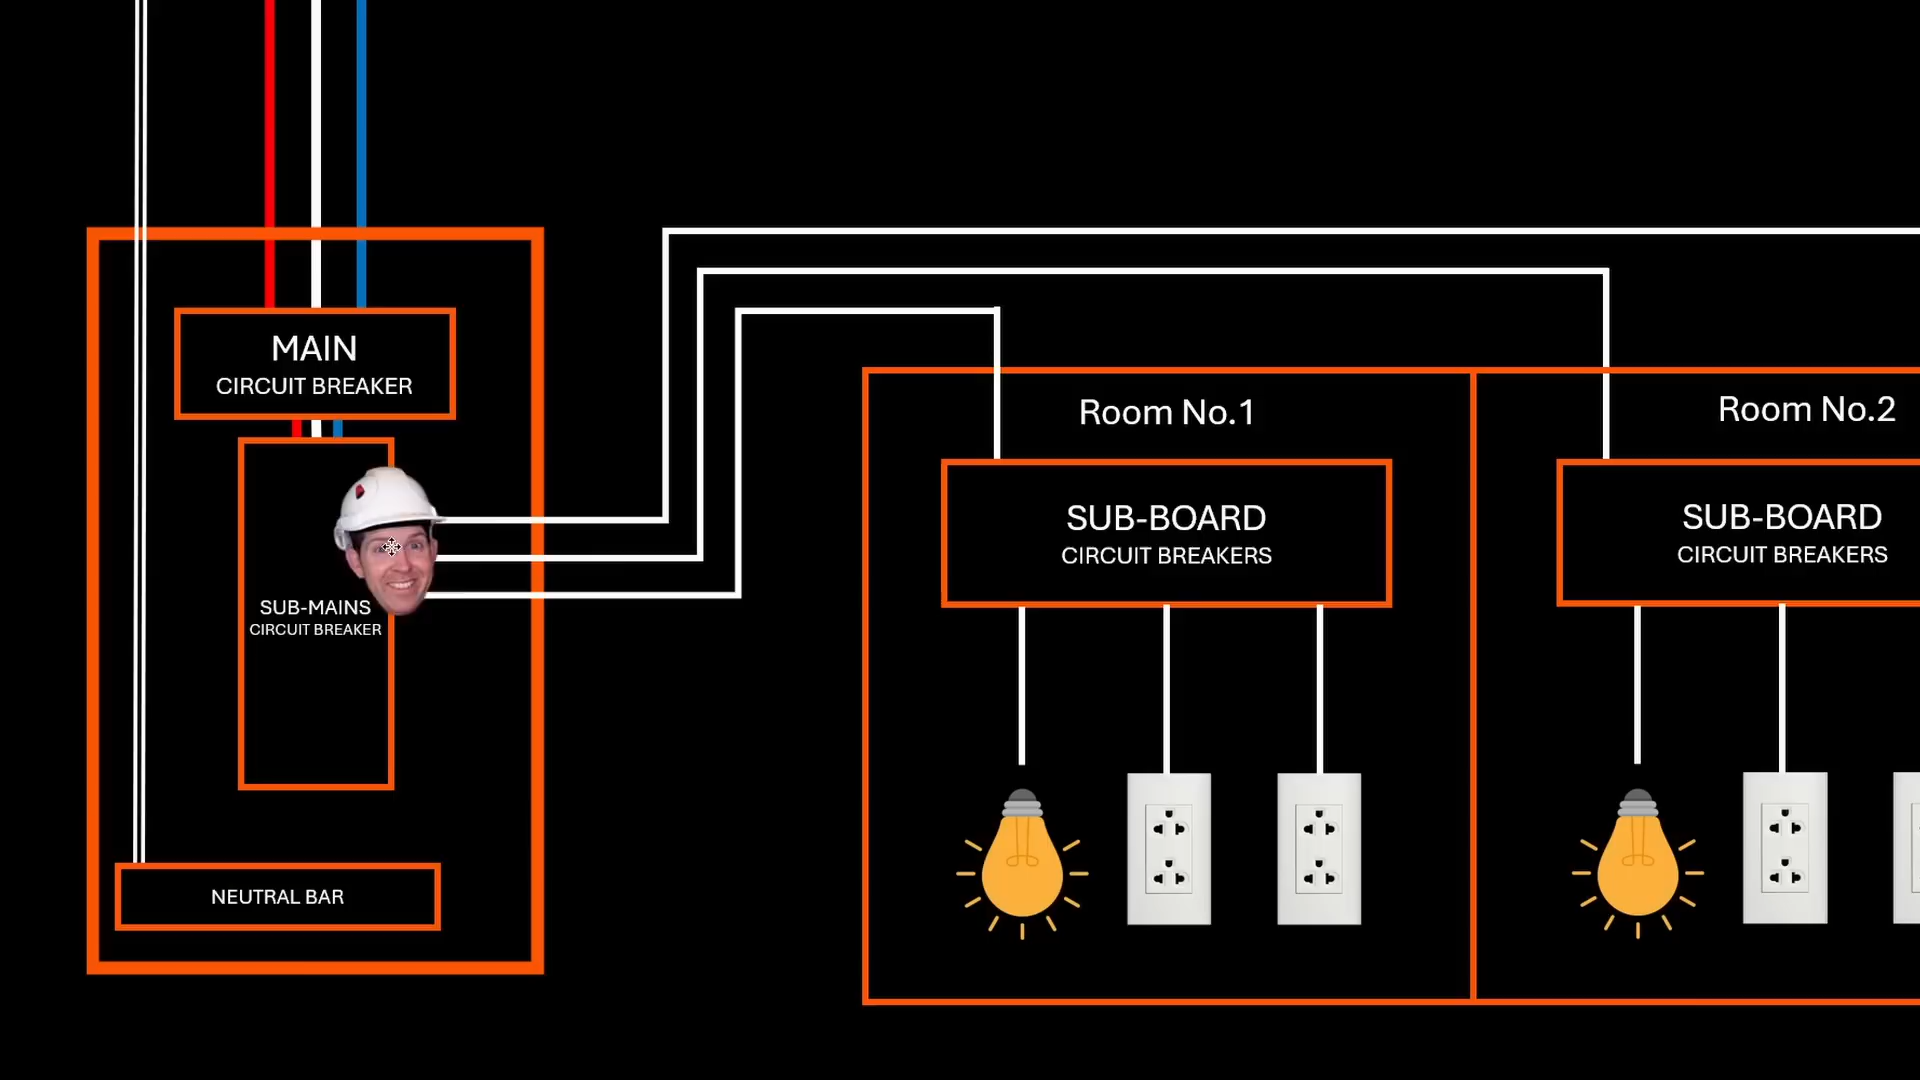 MAIN
CIRCUIT BREAKER
SUB-MAINS
CIRCUIT BREAKER
NEUTRAL BAR
Room No.1
SUB-BOARD
CIRCUIT BREAKERS
Room No.2
SUB-BOARD
CIRCUIT BREAKERS